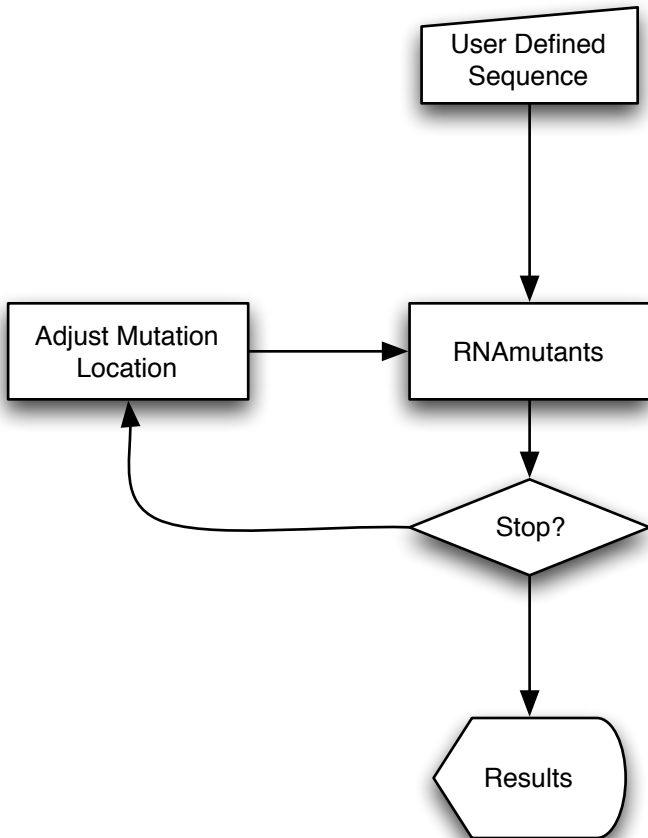 User Defined
Sequence
Adjust Mutation
Location
RNAmutants
Stop?
Results